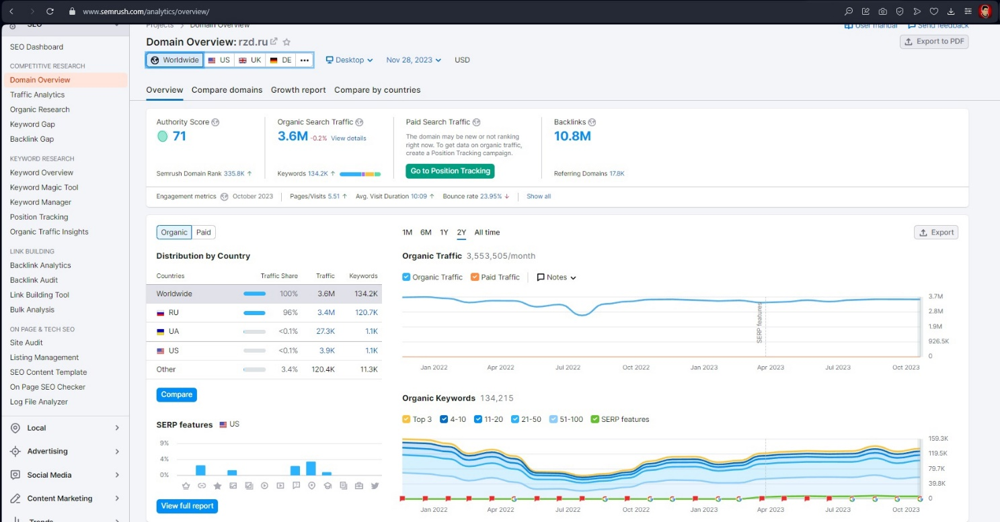 www.semrush.com/analytics/overview/
SEO
Projects > Domain Overview
User manual Send feedback
Domain Overview: rzd.ru
Export to PDF
Worldwide US UK DE ••• Desktop Nov 28, 2023 USD
Overview Compare domains Growth report Compare by countries
SEO Dashboard
COMPETITIVE RESEARCH
Domain Overview
Traffic Analytics
Organic Research
Keyword Gap
Backlink Gap
KEYWORD RESEARCH
Keyword Overview
Keyword Magic Tool
Keyword Manager
Position Tracking
Organic Traffic Insights
LINK BUILDING
Backlink Analytics
Backlink Audit
Link Building Tool
Bulk Analysis
ON PAGE & TECH SEO
Site Audit
Listing Management
SEO Content Template
On Page SEO Checker
Log File Analyzer
Local
Advertising
Social Media
Content Marketing
Trends
Authority Score
71
Semrush Domain Rank 335.8K ↑
Organic Search Traffic
3.6M -0.2% View details
Keywords 134.2K ↑
Paid Search Traffic
The domain may be new or not ranking
right now. To get data on organic traffic,
create a Position Tracking campaign.
Go to Position Tracking
Backlinks
10.8M
Referring Domains 17.8K
Engagement metrics October 2023 Pages/Visits 5.51 ↑ Avg. Visit Duration 10:09 ↑ Bounce rate 23.95% ↓ Show all
Organic Paid
Distribution by Country
Countries Traffic Share Traffic Keywords
Worldwide 100% 3.6M 134.2K
RU 96% 3.4M 120.7K
UA <0.1% 27.3K 1.1K
US <0.1% 3.9K 1.1K
Other 3.4% 120.4K 11.3K
Compare
SERP features US
9%
4%
0%
View full report
1M 6M 1Y 2Y All time
Export
Organic Traffic 3,553,505/month
Organic Traffic Paid Traffic Notes
3.7M
2.8M
1.9M
926.5K
0
SERP features
Jan 2022 Apr 2022 Jul 2022 Oct 2022 Jan 2023 Apr 2023 Jul 2023 Oct 2023
Organic Keywords 134,215
Top 3 4-10 11-20 21-50 51-100 SERP features
159.3K
119.5K
79.7K
39.8K
0
Jan 2022 Apr 2022 Jul 2022 Oct 2022 Jan 2023 Apr 2023 Jul 2023 Oct 2023